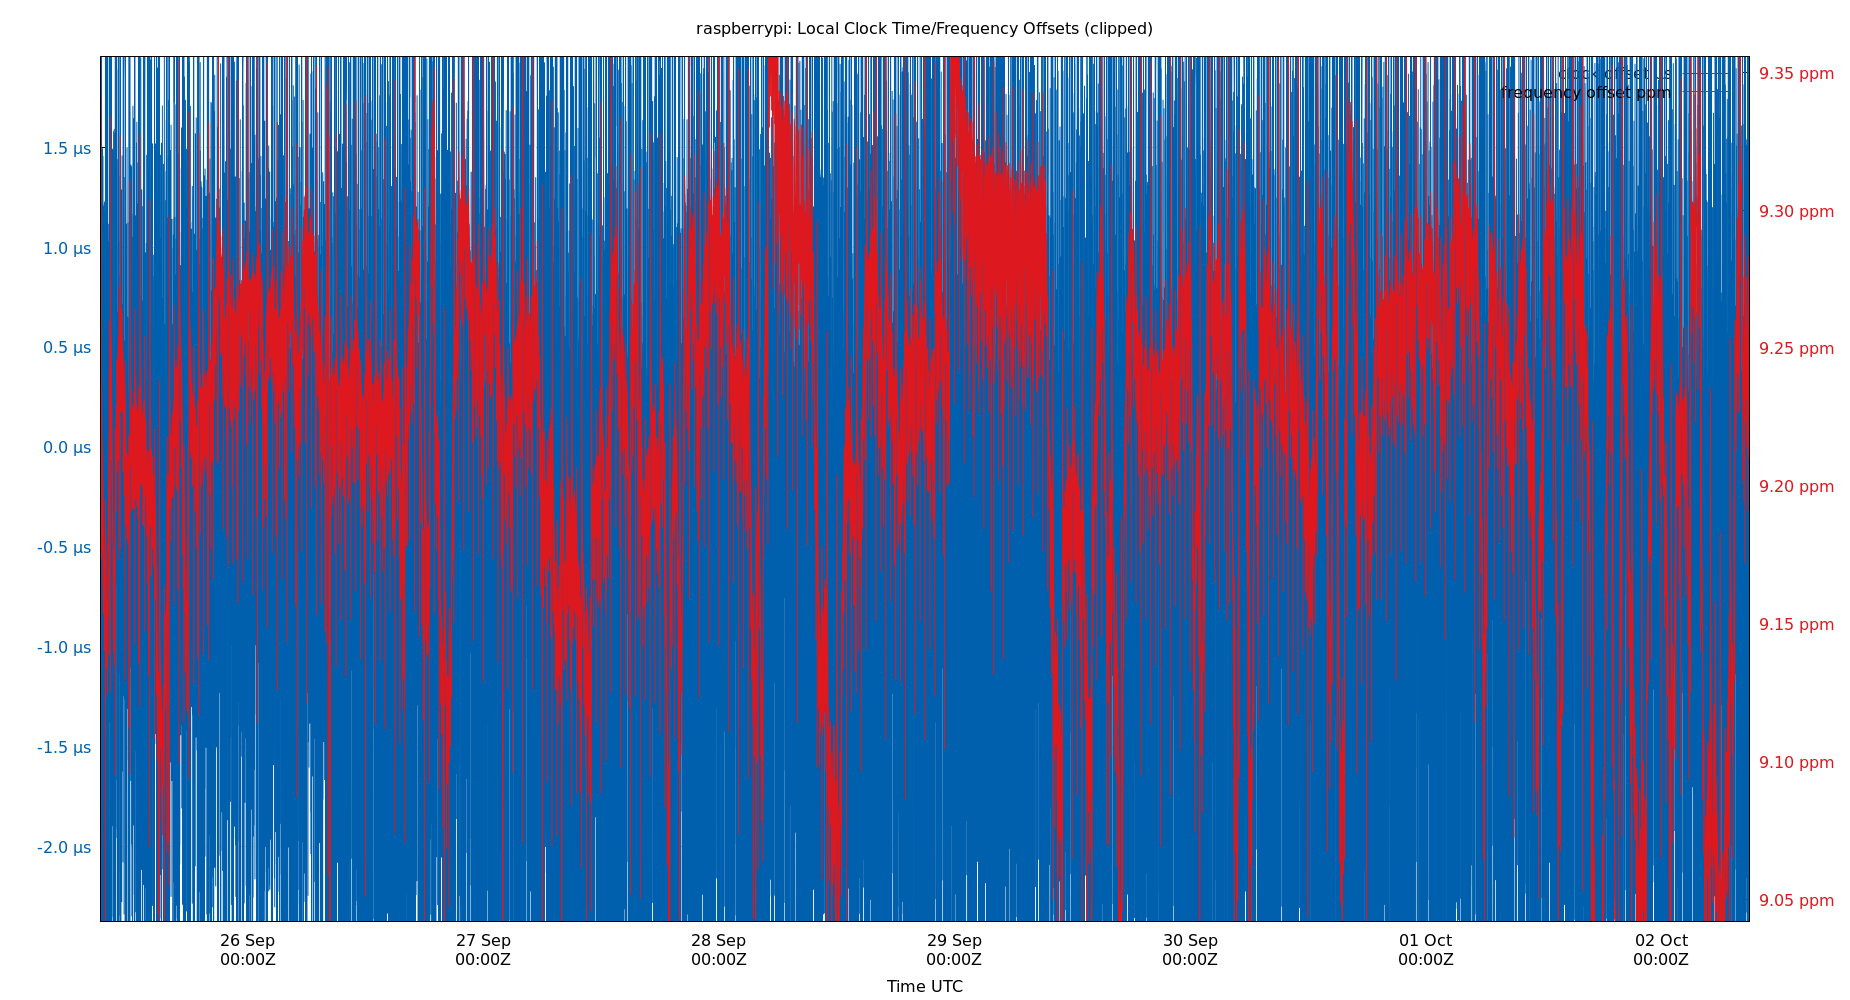 raspberrypi: Local Clock Time/Frequency Offsets (clipped)
clock offset µs
frequency offset ppm
1.5 µs
1.0 µs
0.5 µs
0.0 µs
-0.5 µs
-1.0 µs
-1.5 µs
-2.0 µs
9.35 ppm
9.30 ppm
9.25 ppm
9.20 ppm
9.15 ppm
9.10 ppm
9.05 ppm
26 Sep 27 Sep 28 Sep 29 Sep 30 Sep 01 Oct 02 Oct
00:00Z 00:00Z 00:00Z 00:00Z 00:00Z 00:00Z 00:00Z
Time UTC